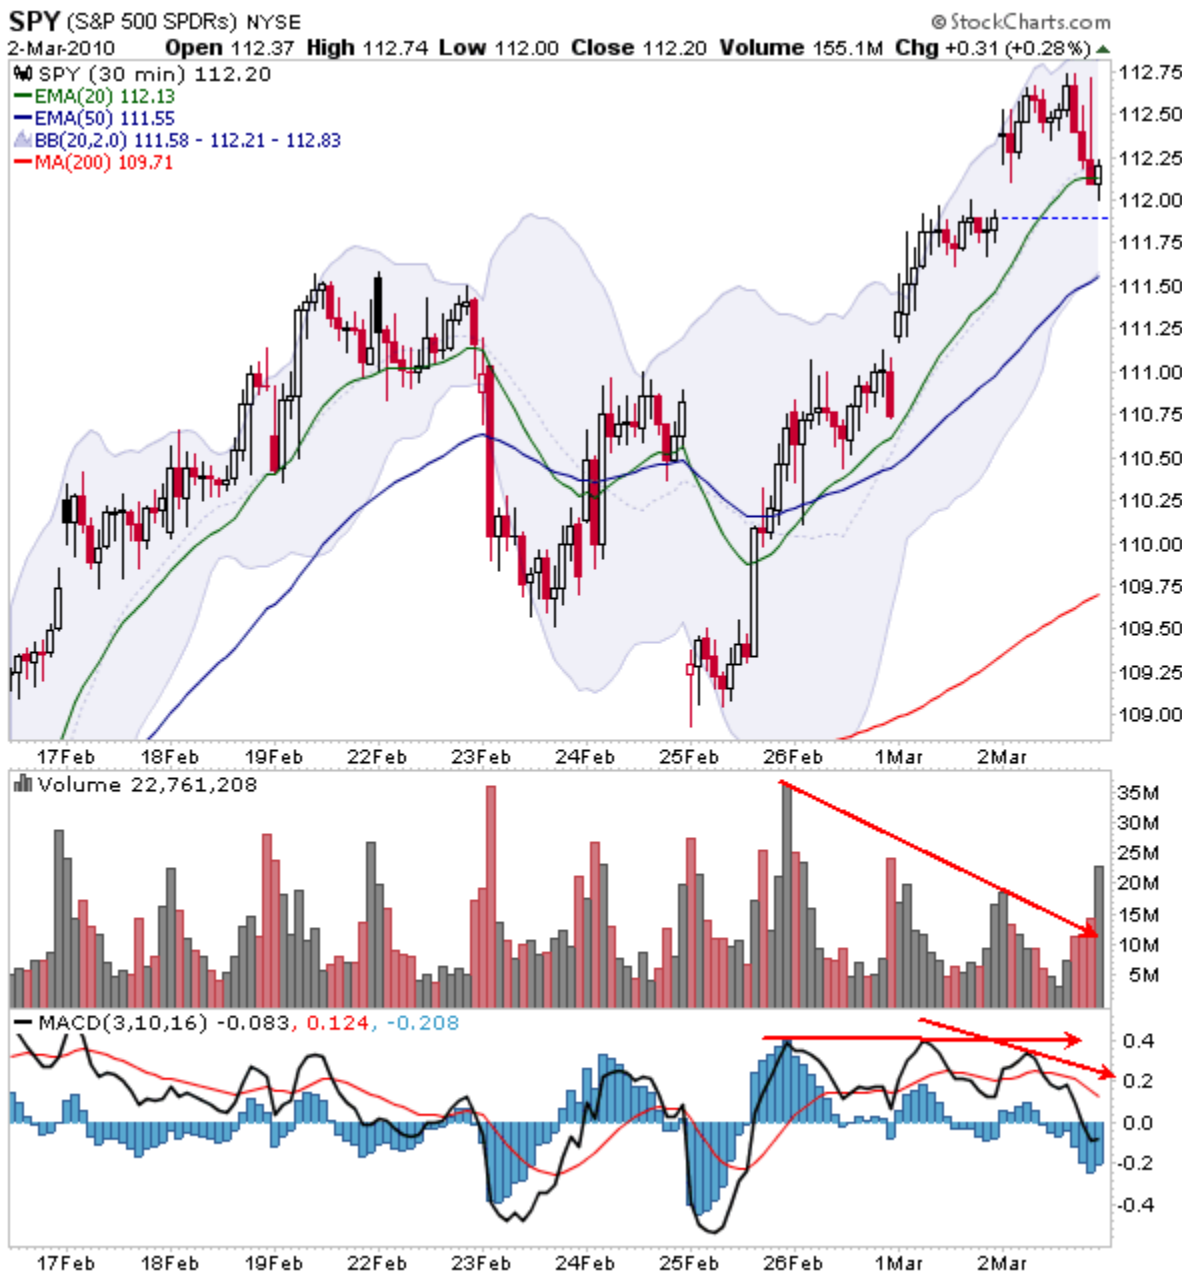 SPY (S&P 500 SPDRs) NYSE © StockCharts.com
2-Mar-2010 Open 112.37 High 112.74 Low 112.00 Close 112.20 Volume 155.1M Chg +0.31 (+0.28%)
SPY (30 min) 112.20
EMA(20) 112.13
EMA(50) 111.55
BB(20,2.0) 111.58 - 112.21 - 112.83
MA(200) 109.71
112.75
112.50
112.25
112.00
111.75
111.50
111.25
111.00
110.75
110.50
110.25
110.00
109.75
109.50
109.25
109.00
17Feb 18Feb 19Feb 22Feb 23Feb 24Feb 25Feb 26Feb 1Mar 2Mar
Volume 22,761,208
35M
30M
25M
20M
15M
10M
5M
MACD(3,10,16) -0.083, 0.124, -0.208
0.4
0.2
0.0
-0.2
-0.4
17Feb 18Feb 19Feb 22Feb 23Feb 24Feb 25Feb 26Feb 1Mar 2Mar